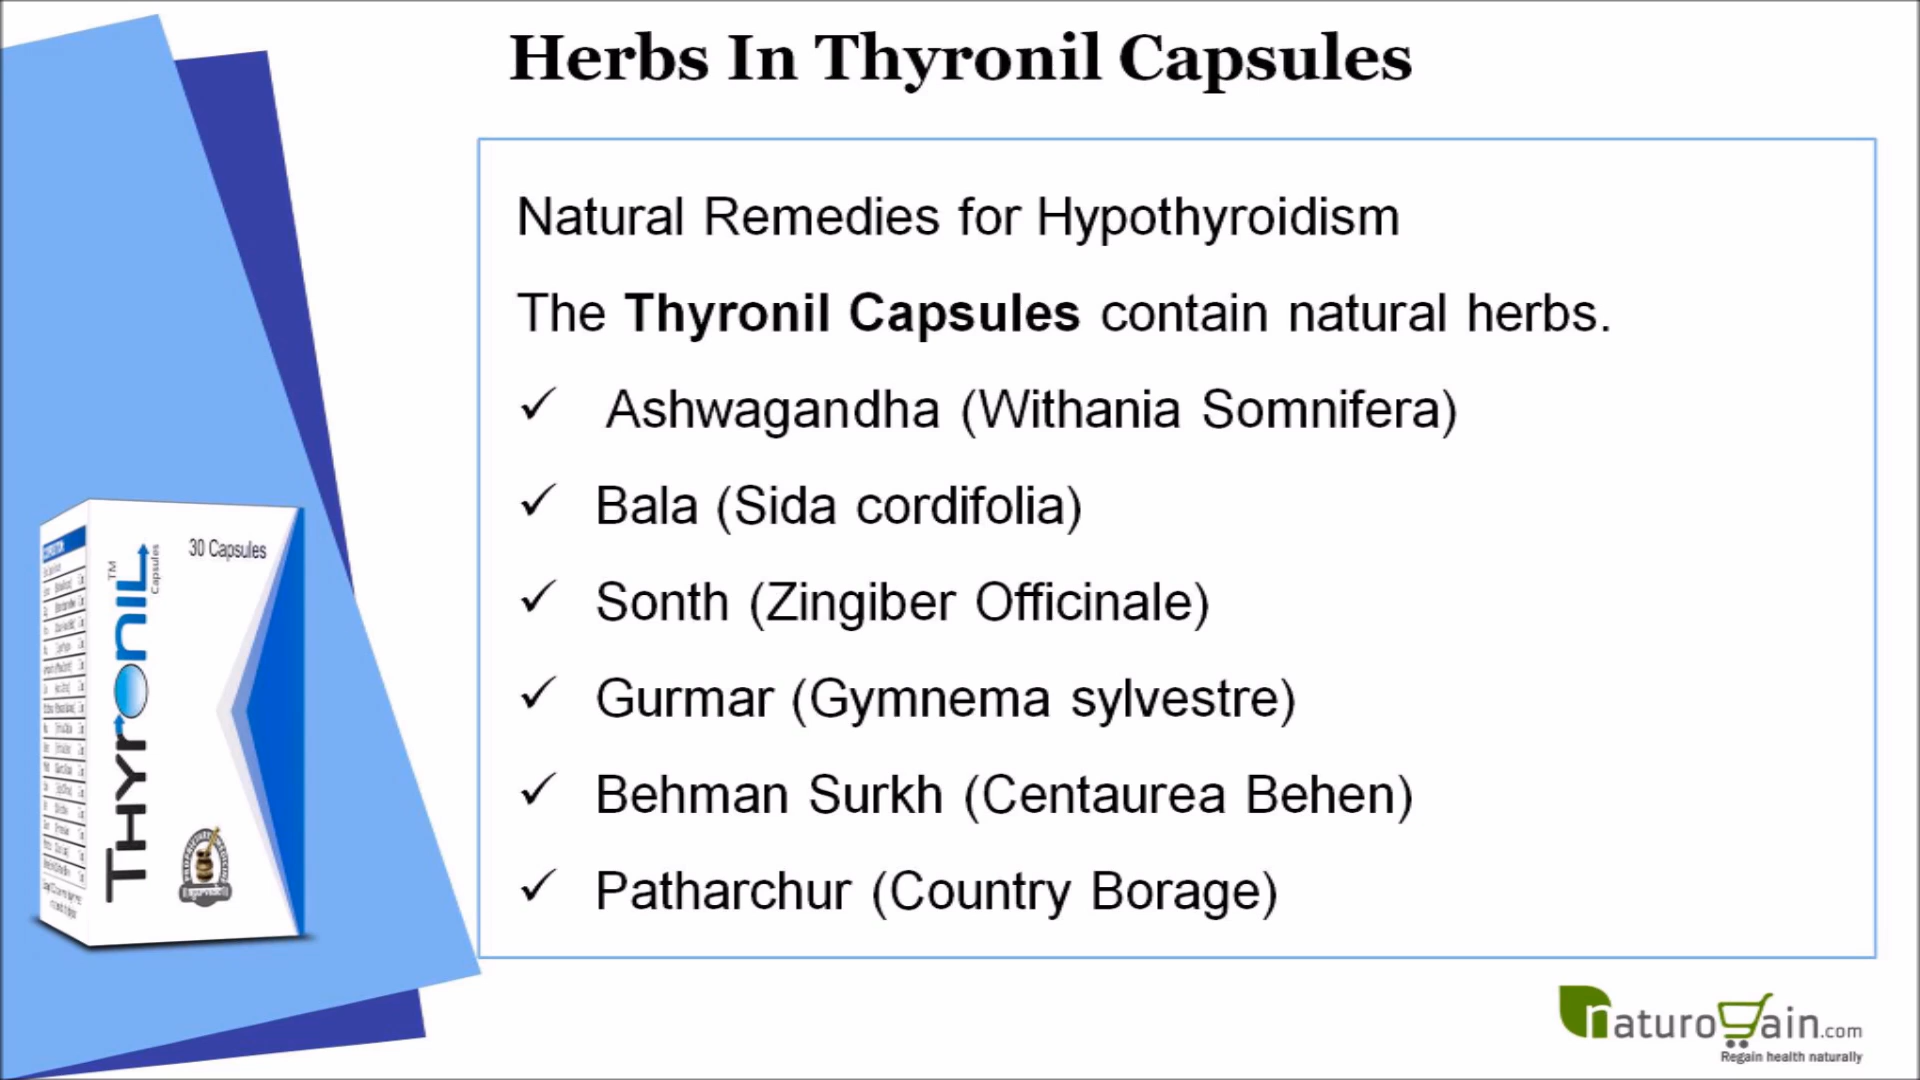 Herbs In Thyronil Capsules
Natural Remedies for Hypothyroidism
The Thyronil Capsules contain natural herbs.
✓ Ashwagandha (Withania Somnifera)
✓ Bala (Sida cordifolia)
✓ Sonth (Zingiber Officinale)
✓ Gurmar (Gymnema sylvestre)
✓ Behman Surkh (Centaurea Behen)
✓ Patharchur (Country Borage)
30 Capsules
THYrOnIL™
Capsules
naturogain.com
Regain health naturally